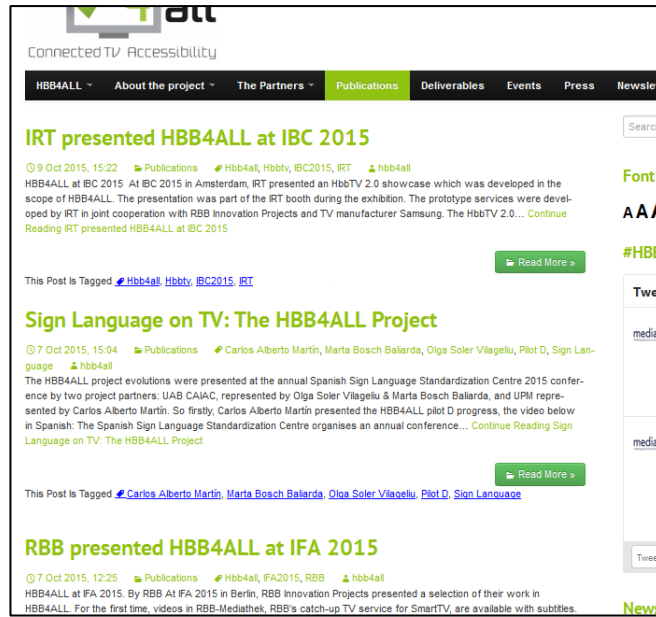 4all
Connected TV Accessibility
HBB4ALL About the project The Partners Publications Deliverables Events Press
IRT presented HBB4ALL at IBC 2015
9 Oct 2015, 15:22 Publications Hbb4all, Hbbtv, IBC2015, IRT hbb4all
HBB4ALL at IBC 2015 At IBC 2015 in Amsterdam, IRT presented an HbbTV 2.0 showcase which was developed in the
scope of HBB4ALL. The presentation was part of the IRT booth during the exhibition. The prototype services were devel-
oped by IRT in joint cooperation with RBB Innovation Projects and TV manufacturer Samsung. The HbbTV 2.0... Continue
Reading IRT presented HBB4ALL at IBC 2015
Read More »
This Post Is Tagged Hbb4all, Hbbtv, IBC2015, IRT
Sign Language on TV: The HBB4ALL Project
7 Oct 2015, 15:04 Publications Carlos Alberto Martín, Marta Bosch Baliarda, Olga Soler Vilageliu, Pilot D, Sign Lan-
guage hbb4all
The HBB4ALL project evolutions were presented at the annual Spanish Sign Language Standardization Centre 2015 confer-
ence by two project partners: UAB CAIAC, represented by Olga Soler Vilageliu & Marta Bosch Baliarda, and UPM repre-
sented by Carlos Alberto Martín. So firstly, Carlos Alberto Martín presented the HBB4ALL pilot D progress, the video below
in Spanish: The Spanish Sign Language Standardization Centre organises an annual conference... Continue Reading Sign
Language on TV: The HBB4ALL Project
Read More »
This Post Is Tagged Carlos Alberto Martín, Marta Bosch Baliarda, Olga Soler Vilageliu, Pilot D, Sign Language
RBB presented HBB4ALL at IFA 2015
7 Oct 2015, 12:25 Publications Hbb4all, IFA2015, RBB hbb4all
HBB4ALL at IFA 2015. By RBB At IFA 2015 in Berlin, RBB Innovation Projects presented a selection of their work in
HBB4ALL. For the first time, videos in RBB-Mediathek, RBB's catch-up TV service for SmartTV, are available with subtitles.
Font
A A